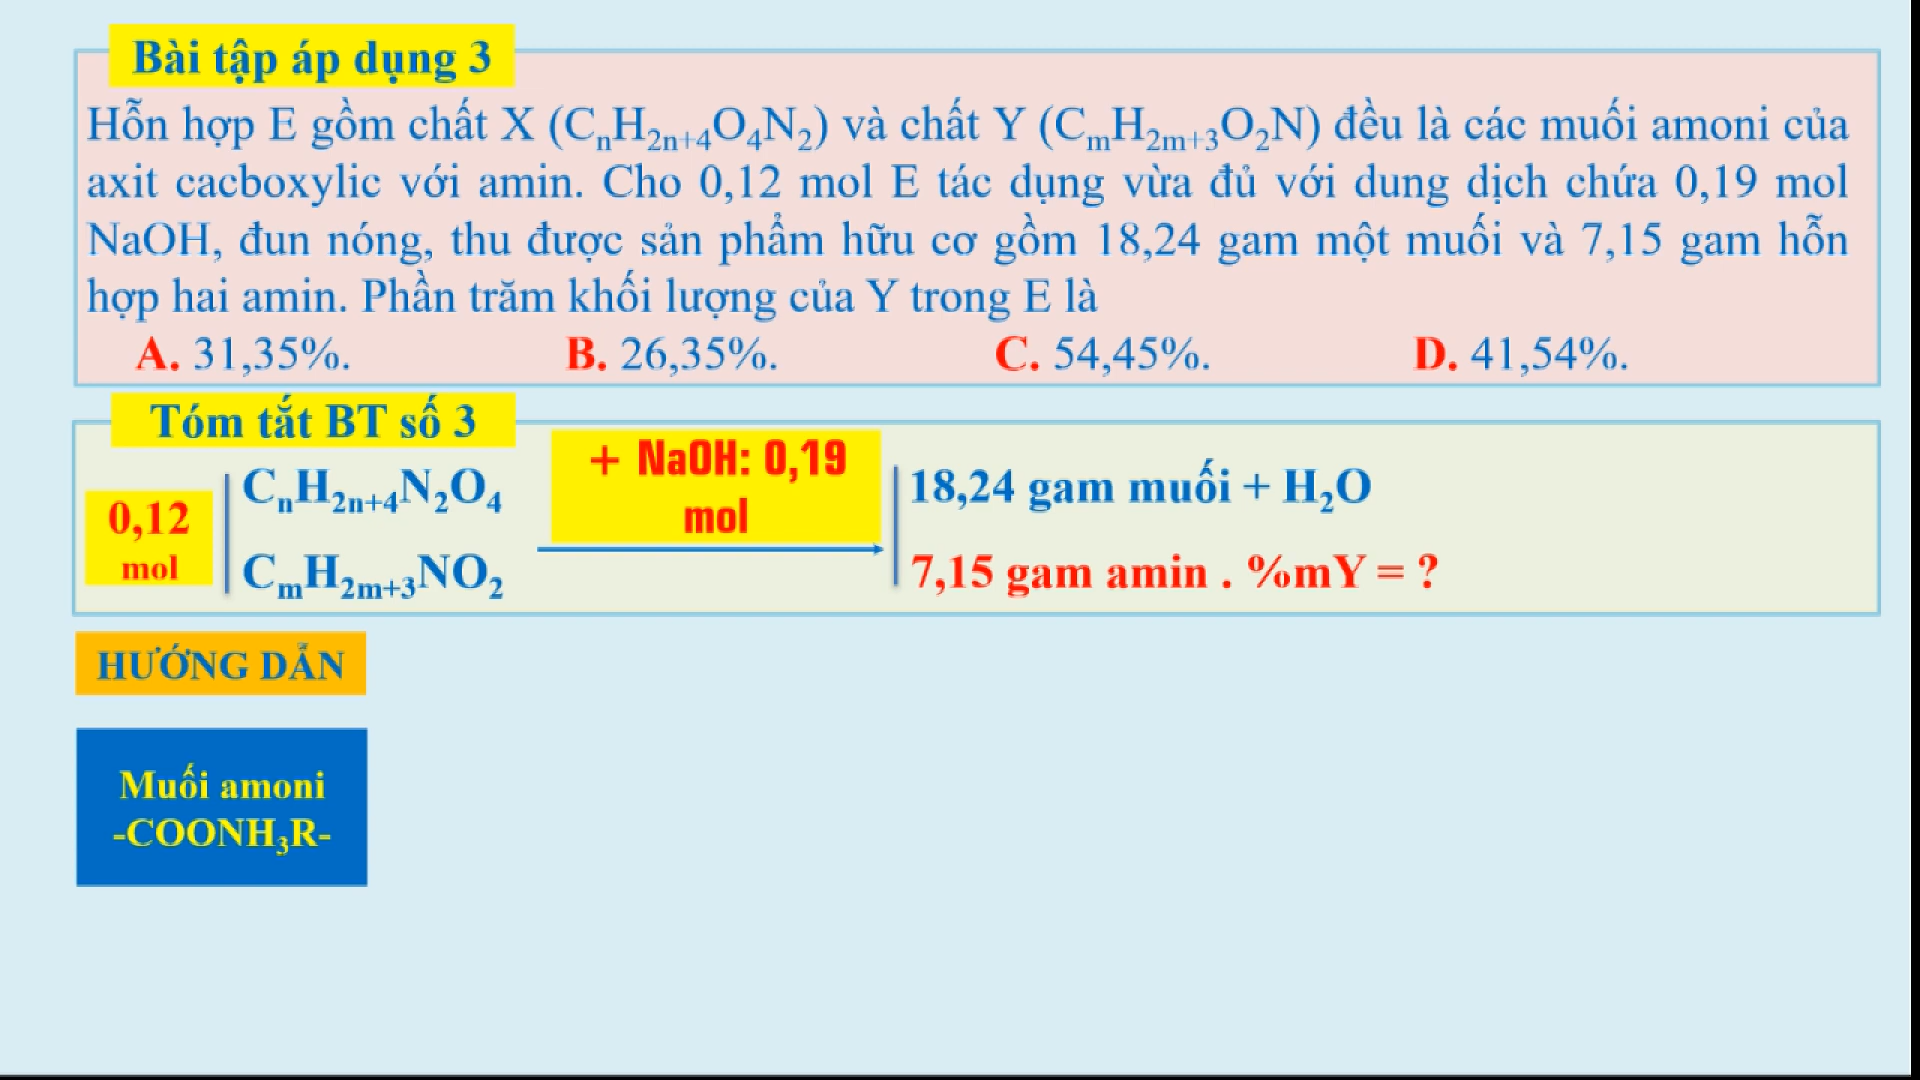 Bài tập áp dụng 3
Hỗn hợp E gồm chất X (CₙH₂ₙ₊₄O₄N₂) và chất Y (CₘH₂ₘ₊₃O₂N) đều là các muối amoni của
axit cacboxylic với amin. Cho 0,12 mol E tác dụng vừa đủ với dung dịch chứa 0,19 mol
NaOH, đun nóng, thu được sản phẩm hữu cơ gồm 18,24 gam một muối và 7,15 gam hỗn
hợp hai amin. Phần trăm khối lượng của Y trong E là
A. 31,35%. B. 26,35%. C. 54,45%. D. 41,54%.
Tóm tắt BT số 3
0,12
mol
CₙH₂ₙ₊₄N₂O₄
CₘH₂ₘ₊₃NO₂
+ NaOH: 0,19
mol
18,24 gam muối + H₂O
7,15 gam amin . %mY = ?
HƯỚNG DẪN
Muối amoni
-COONH₃R-